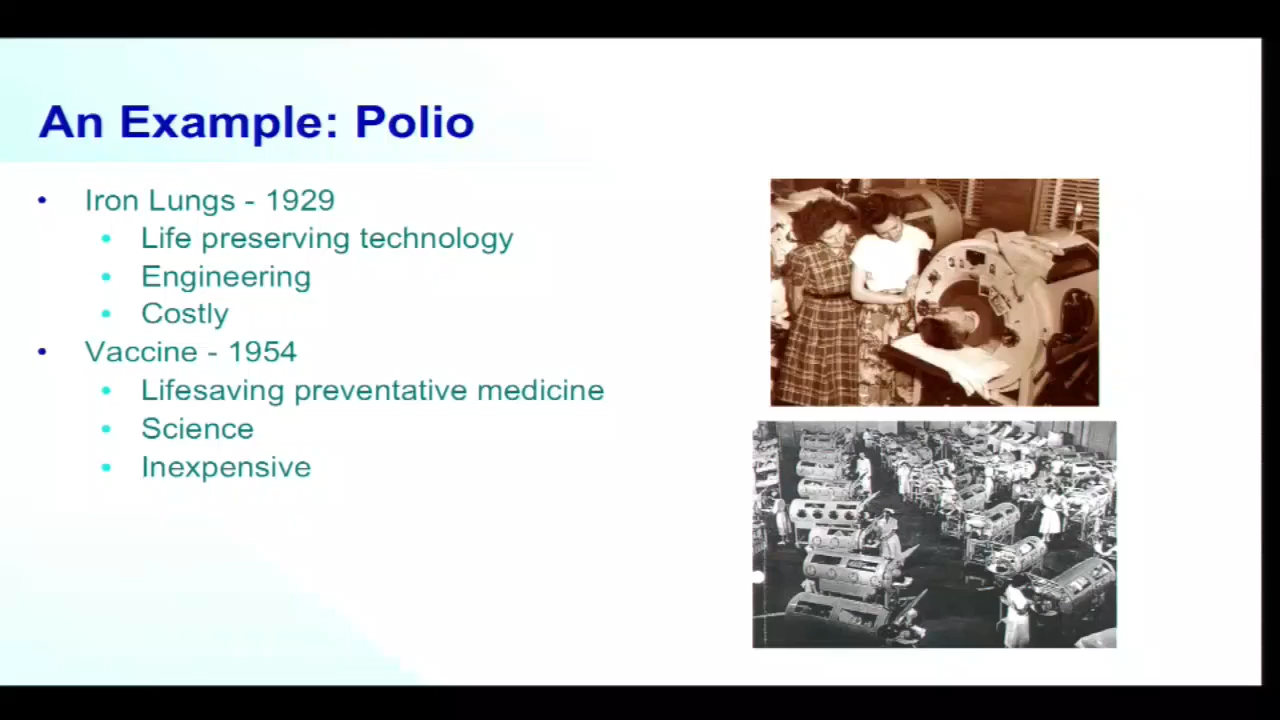 An Example: Polio
• Iron Lungs - 1929
• Life preserving technology
• Engineering
• Costly
• Vaccine - 1954
• Lifesaving preventative medicine
• Science
• Inexpensive